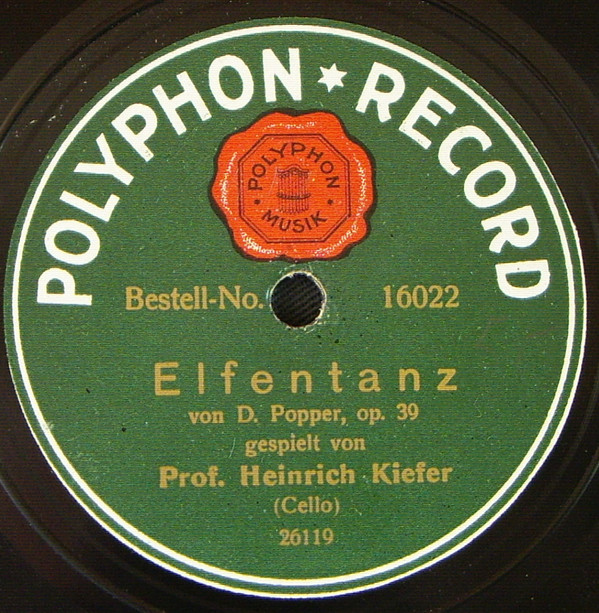 POLYPHON ★ RECORD
POLYPHON
MUSIK
Bestell-No. 16022
Elfentanz
von D. Popper, op. 39
gespielt von
Prof. Heinrich Kiefer
(Cello)
26119